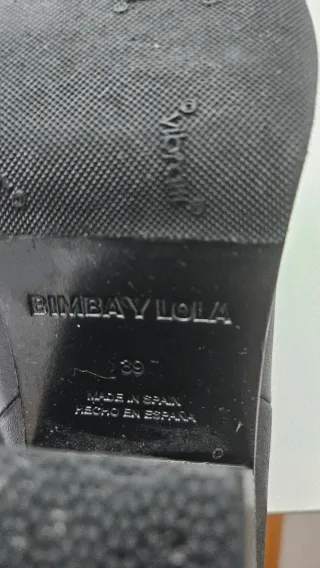 vibram
BIMBA Y LOLA
39
MADE IN SPAIN
HECHO EN ESPAÑA